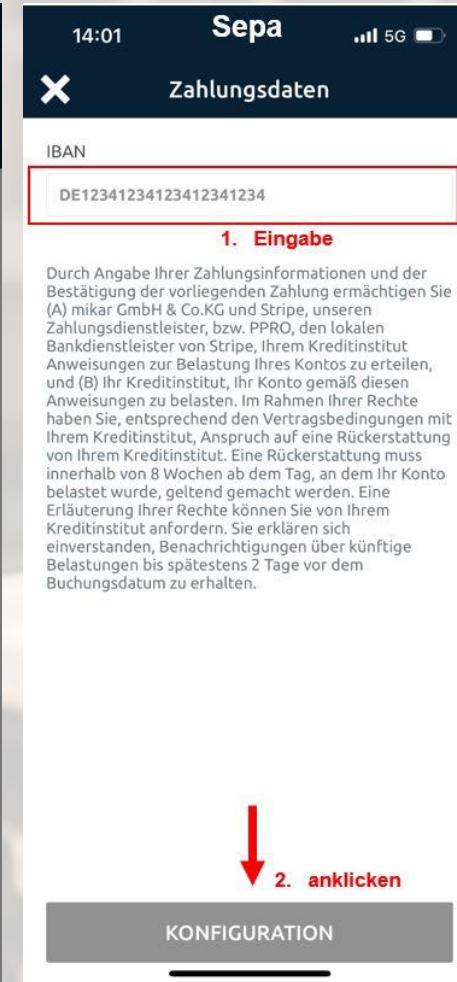 14:01
Sepa
5G
Zahlungsdaten
IBAN
DE12341234123412341234
1. Eingabe
Durch Angabe Ihrer Zahlungsinformationen und der
Bestätigung der vorliegenden Zahlung ermächtigen Sie
(A) mikar GmbH & Co.KG und Stripe, unseren
Zahlungsdienstleister, bzw. PPRO, den lokalen
Bankdienstleister von Stripe, Ihrem Kreditinstitut
Anweisungen zur Belastung Ihres Kontos zu erteilen,
und (B) Ihr Kreditinstitut, Ihr Konto gemäß diesen
Anweisungen zu belasten. Im Rahmen Ihrer Rechte
haben Sie, entsprechend den Vertragsbedingungen mit
Ihrem Kreditinstitut, Anspruch auf eine Rückerstattung
von Ihrem Kreditinstitut. Eine Rückerstattung muss
innerhalb von 8 Wochen ab dem Tag, an dem Ihr Konto
belastet wurde, geltend gemacht werden. Eine
Erläuterung Ihrer Rechte können Sie von Ihrem
Kreditinstitut anfordern. Sie erklären sich
einverstanden, Benachrichtigungen über künftige
Belastungen bis spätestens 2 Tage vor dem
Buchungsdatum zu erhalten.
2. anklicken
KONFIGURATION